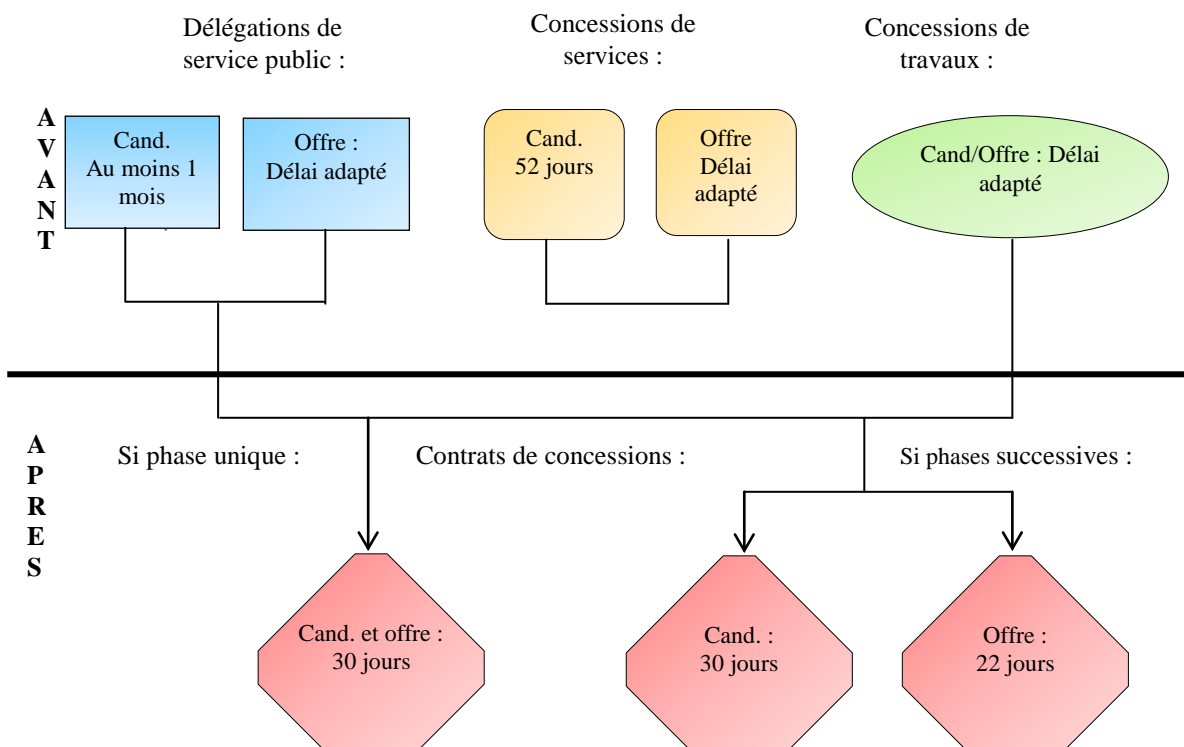 Délégations de
service public :
Concessions de
services :
Concessions de
travaux :
A
V
A
N
T
Cand.
Au moins 1
mois
Offre :
Délai adapté
Cand.
52 jours
Offre
Délai
adapté
Cand/Offre : Délai
adapté
A
P
R
E
S
Si phase unique :
Contrats de concessions :
Si phases successives :
Cand. et offre :
30 jours
Cand. :
30 jours
Offre :
22 jours